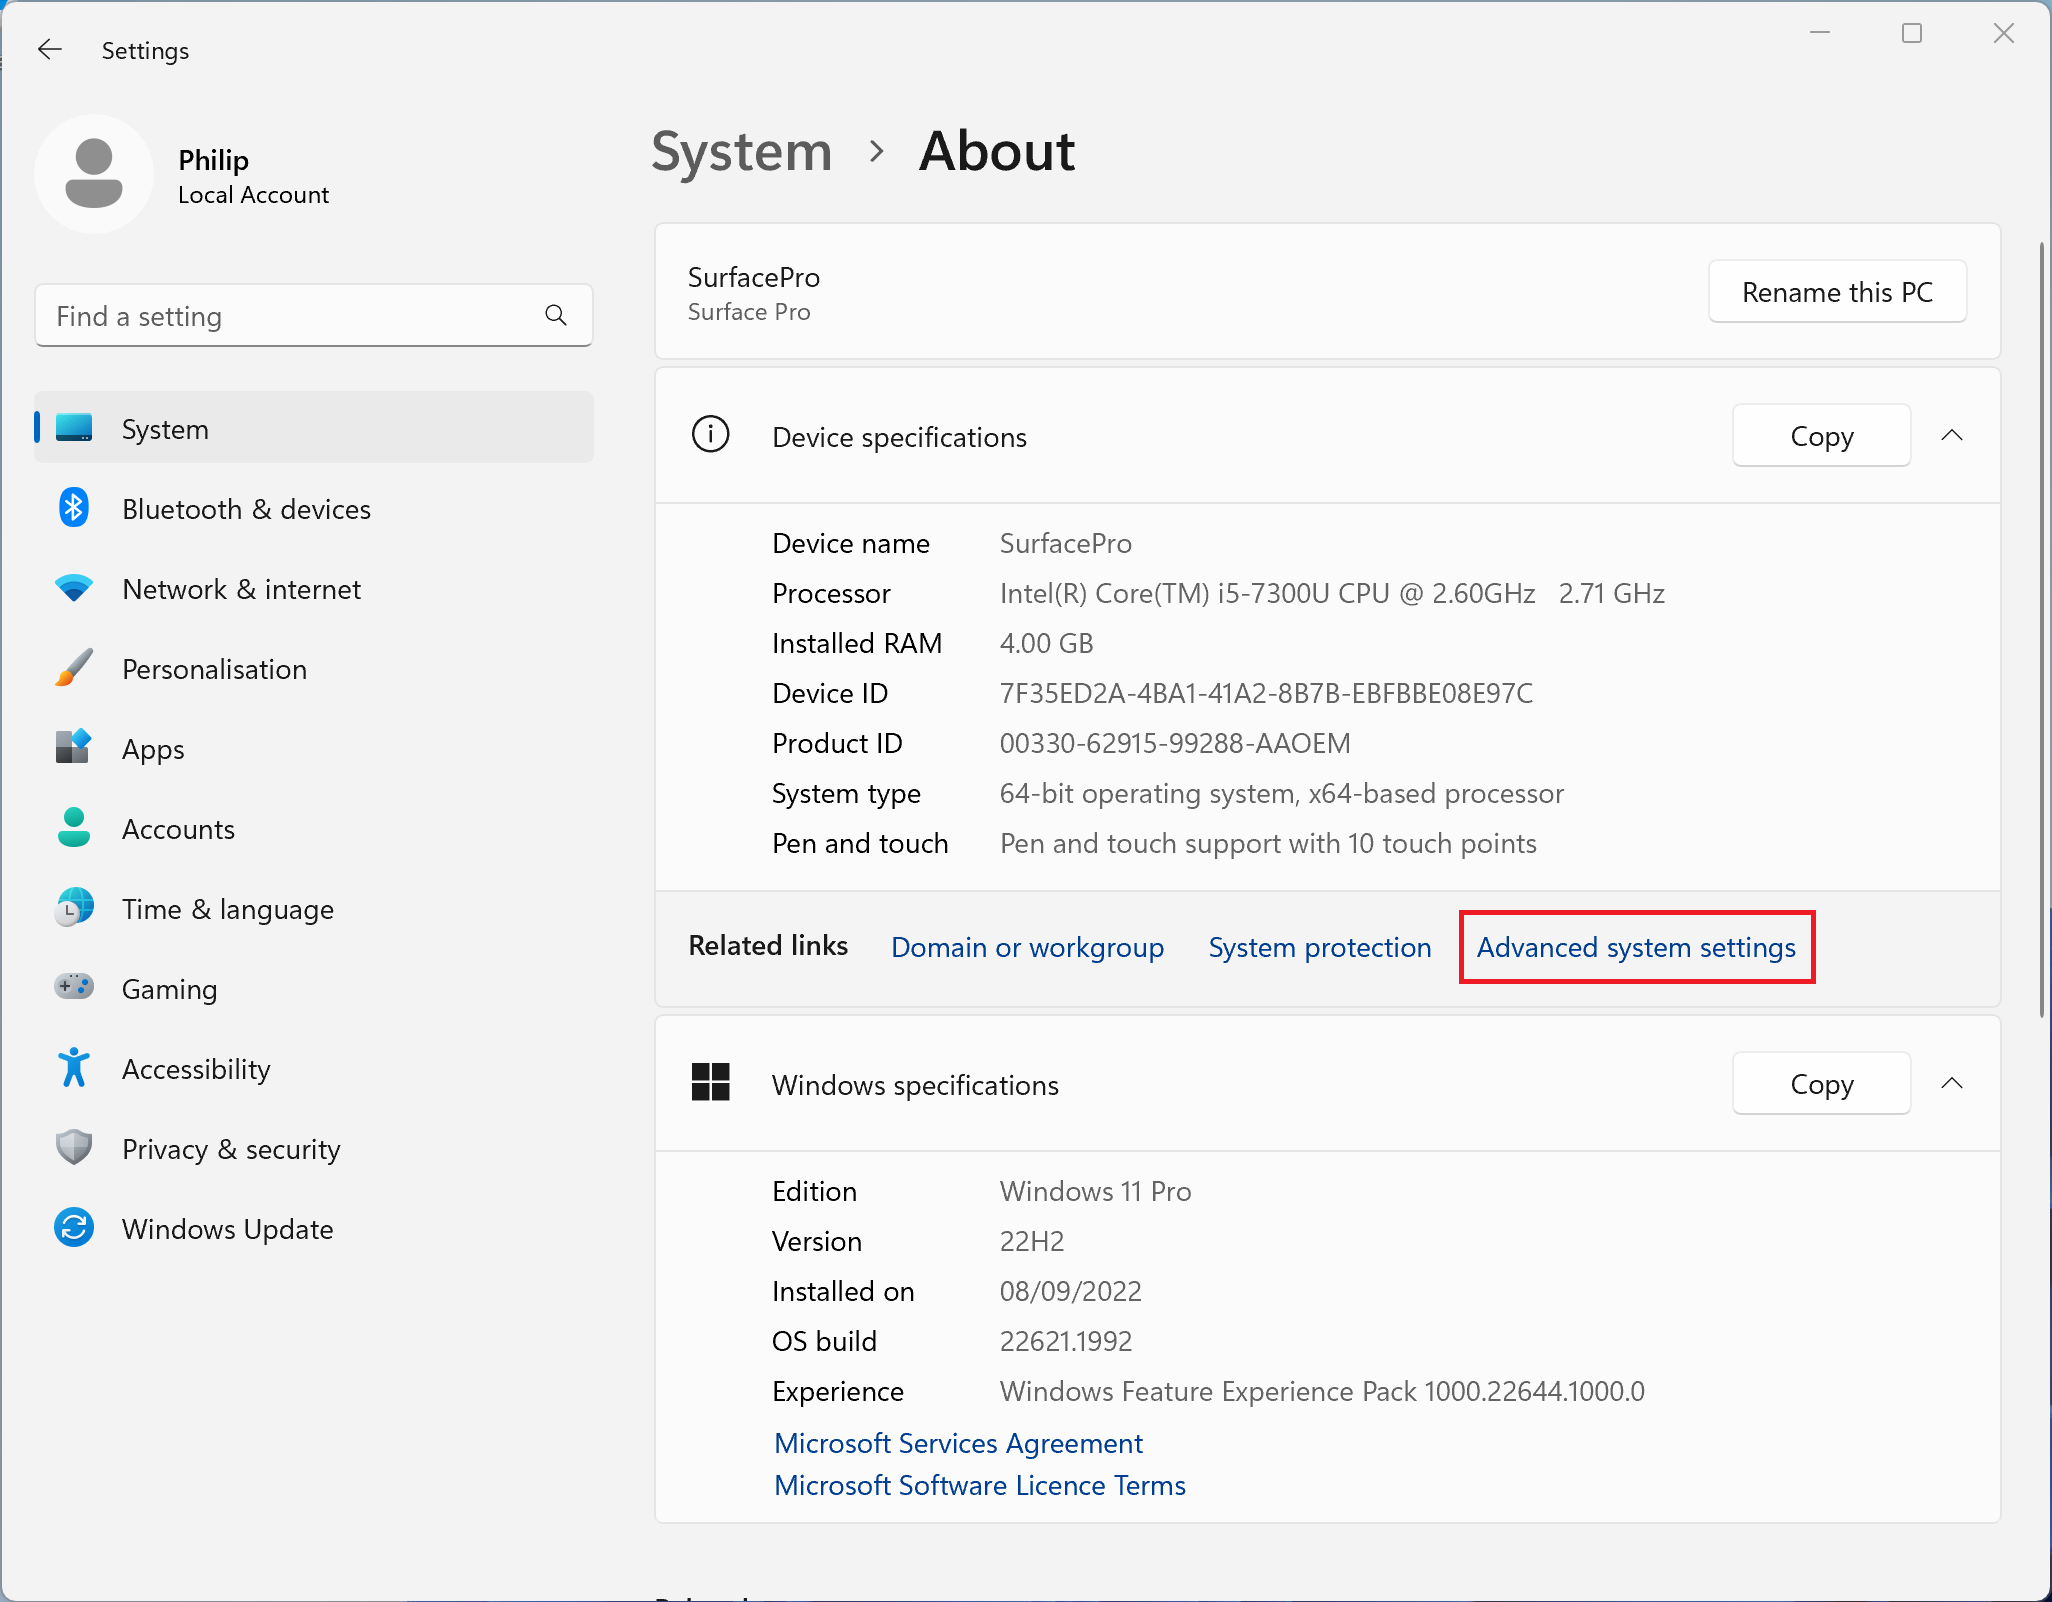 Settings
Philip
Local Account
Find a setting
System
Bluetooth & devices
Network & internet
Personalisation
Apps
Accounts
Time & language
Gaming
Accessibility
Privacy & security
Windows Update
System > About
SurfacePro
Surface Pro
Rename this PC
Device specifications
Copy
Device name SurfacePro
Processor Intel(R) Core(TM) i5-7300U CPU @ 2.60GHz 2.71 GHz
Installed RAM 4.00 GB
Device ID 7F35ED2A-4BA1-41A2-8B7B-EBFBBE08E97C
Product ID 00330-62915-99288-AAOEM
System type 64-bit operating system, x64-based processor
Pen and touch Pen and touch support with 10 touch points
Related links Domain or workgroup System protection Advanced system settings
Windows specifications
Copy
Edition Windows 11 Pro
Version 22H2
Installed on 08/09/2022
OS build 22621.1992
Experience Windows Feature Experience Pack 1000.22644.1000.0
Microsoft Services Agreement
Microsoft Software Licence Terms